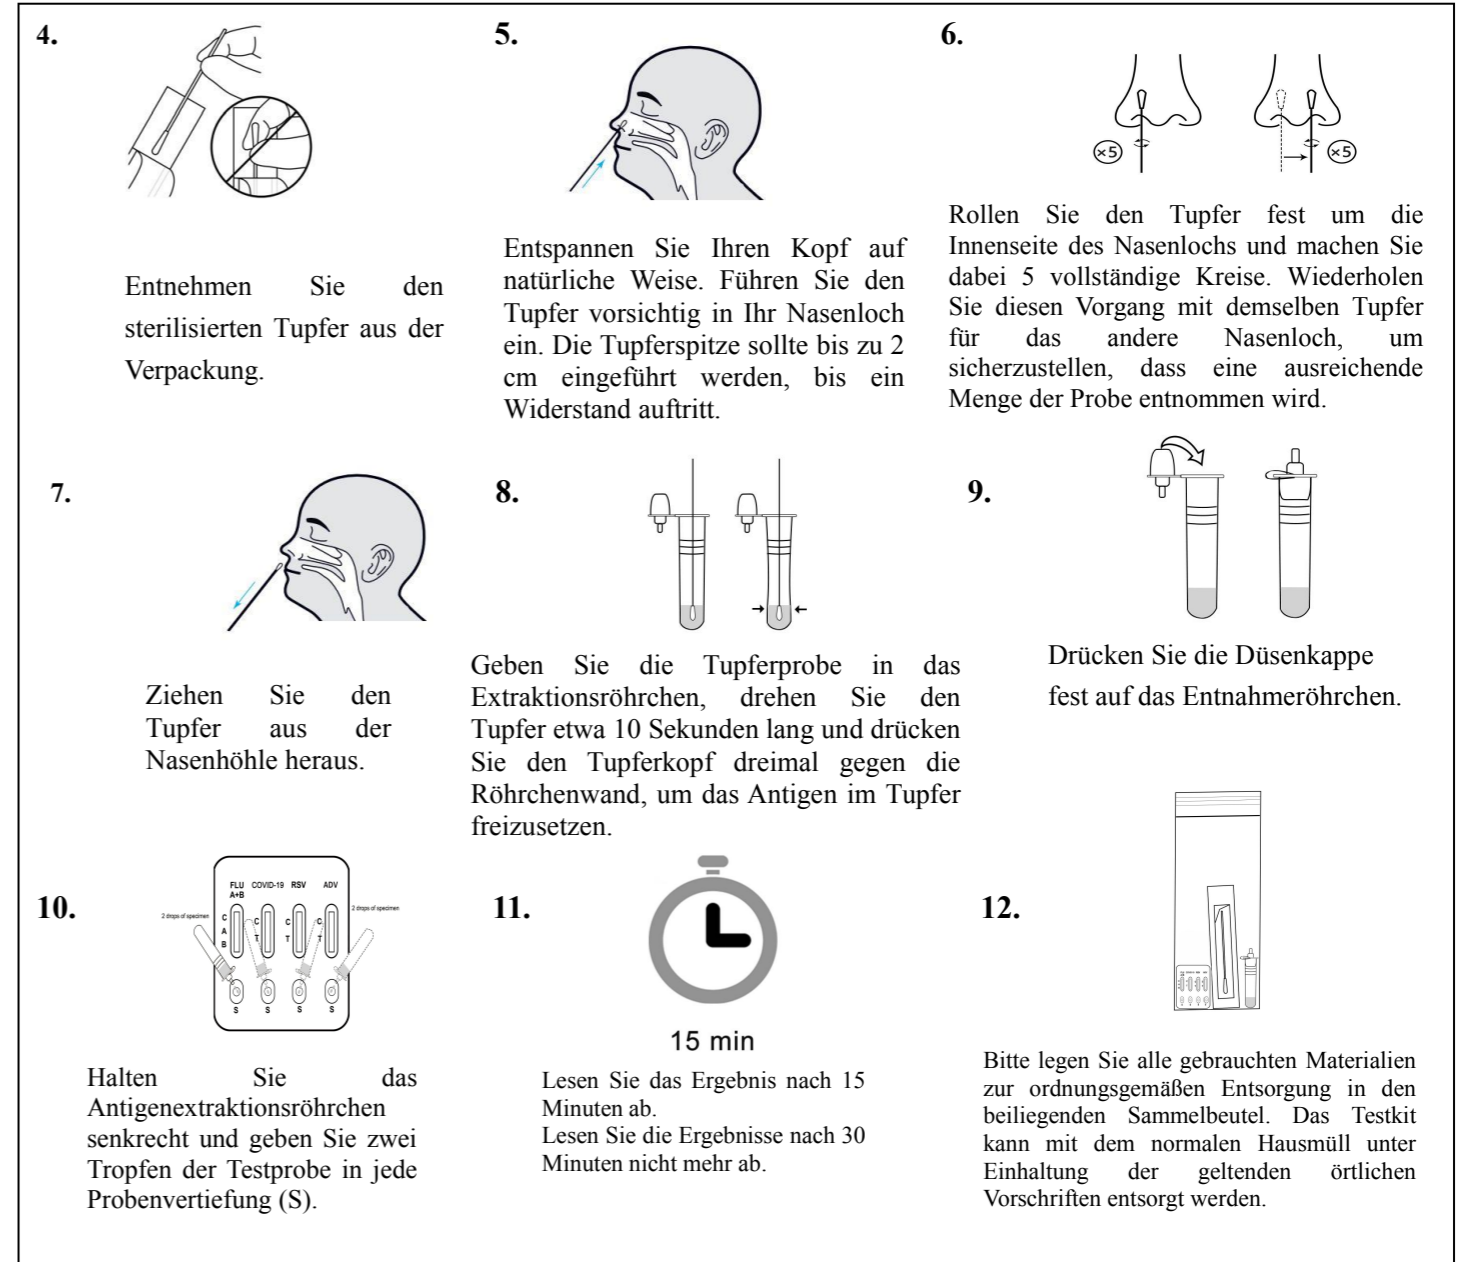 4.
Entnehmen Sie den
sterilisierten Tupfer aus der
Verpackung.
5.
Entspannen Sie Ihren Kopf auf
natürliche Weise. Führen Sie den
Tupfer vorsichtig in Ihr Nasenloch
ein. Die Tupferspitze sollte bis zu 2
cm eingeführt werden, bis ein
Widerstand auftritt.
6.
×5
×5
Rollen Sie den Tupfer fest um die
Innenseite des Nasenlochs und machen Sie
dabei 5 vollständige Kreise. Wiederholen
Sie diesen Vorgang mit demselben Tupfer
für das andere Nasenloch, um
sicherzustellen, dass eine ausreichende
Menge der Probe entnommen wird.
7.
Ziehen Sie den
Tupfer aus der
Nasenhöhle heraus.
8.
Geben Sie die Tupferprobe in das
Extraktionsröhrchen, drehen Sie den
Tupfer etwa 10 Sekunden lang und drücken
Sie den Tupferkopf dreimal gegen die
Röhrchenwand, um das Antigen im Tupfer
freizusetzen.
9.
Drücken Sie die Düsenkappe
fest auf das Entnahmeröhrchen.
10.
FLU COVID-19 RSV ADV
A+B
2 drops of specimen
2 drops of specimen
C C C C
A
B T T T
S S S S
Halten Sie das
Antigenextraktionsröhrchen
senkrecht und geben Sie zwei
Tropfen der Testprobe in jede
Probenvertiefung (S).
11.
15 min
Lesen Sie das Ergebnis nach 15
Minuten ab.
Lesen Sie die Ergebnisse nach 30
Minuten nicht mehr ab.
12.
Bitte legen Sie alle gebrauchten Materialien
zur ordnungsgemäßen Entsorgung in den
beiliegenden Sammelbeutel. Das Testkit
kann mit dem normalen Hausmüll unter
Einhaltung der geltenden örtlichen
Vorschriften entsorgt werden.